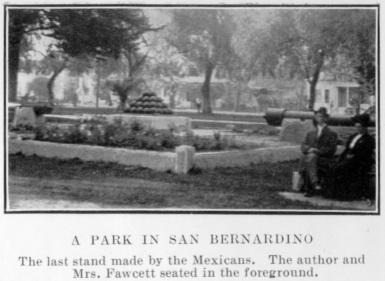 A PARK IN SAN BERNARDINO
The last stand made by the Mexicans. The author and
Mrs. Fawcett seated in the foreground.